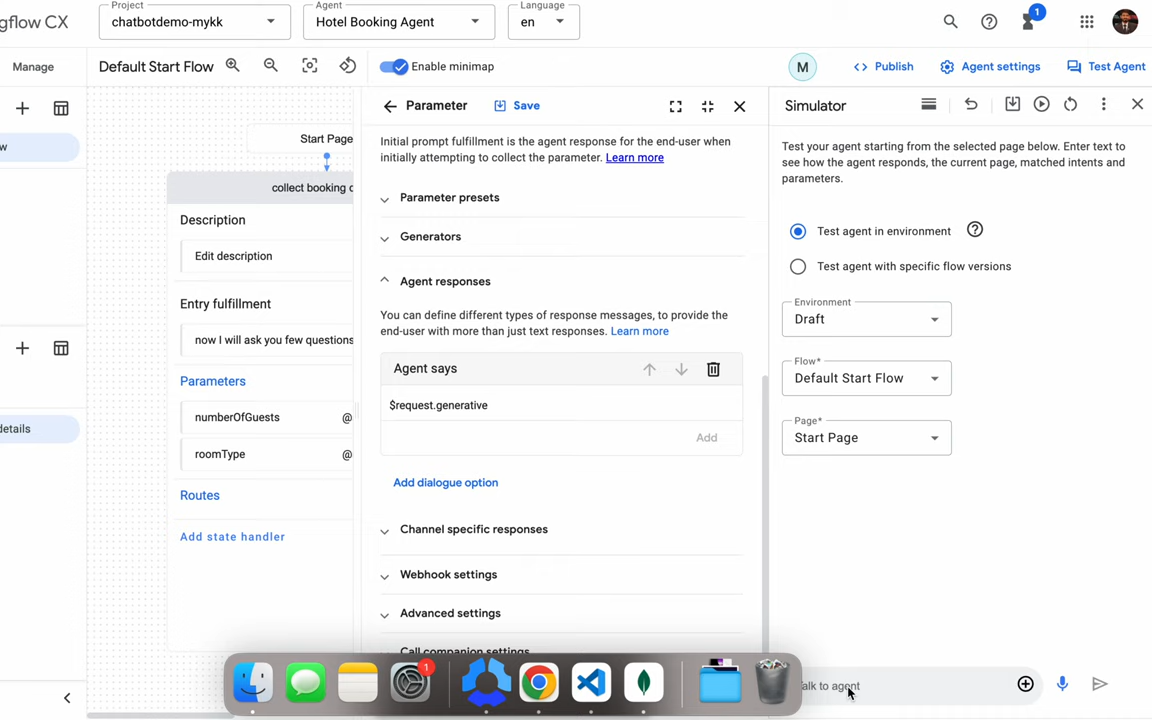 gflow CX
Project
chatbotdemo-mykk
Agent
Hotel Booking Agent
Language
en
1
Manage
Default Start Flow
Enable minimap
M
Publish
Agent settings
Test Agent
w
details
Start Page
collect booking
Description
Edit description
Entry fulfillment
now I will ask you few questions
Parameters
numberOfGuests
@
roomType
@
Routes
Add state handler
Parameter
Save
Initial prompt fulfillment is the agent response for the end-user when
initially attempting to collect the parameter. Learn more
Parameter presets
Generators
Agent responses
You can define different types of response messages, to provide the
end-user with more than just text responses. Learn more
Agent says
$request.generative
Add
Add dialogue option
Channel specific responses
Webhook settings
Advanced settings
Call companion settings
Simulator
Test your agent starting from the selected page below. Enter text to
see how the agent responds, the current page, matched intents and
parameters.
Test agent in environment
Test agent with specific flow versions
Environment
Draft
Flow*
Default Start Flow
Page*
Start Page
1
alk to agent